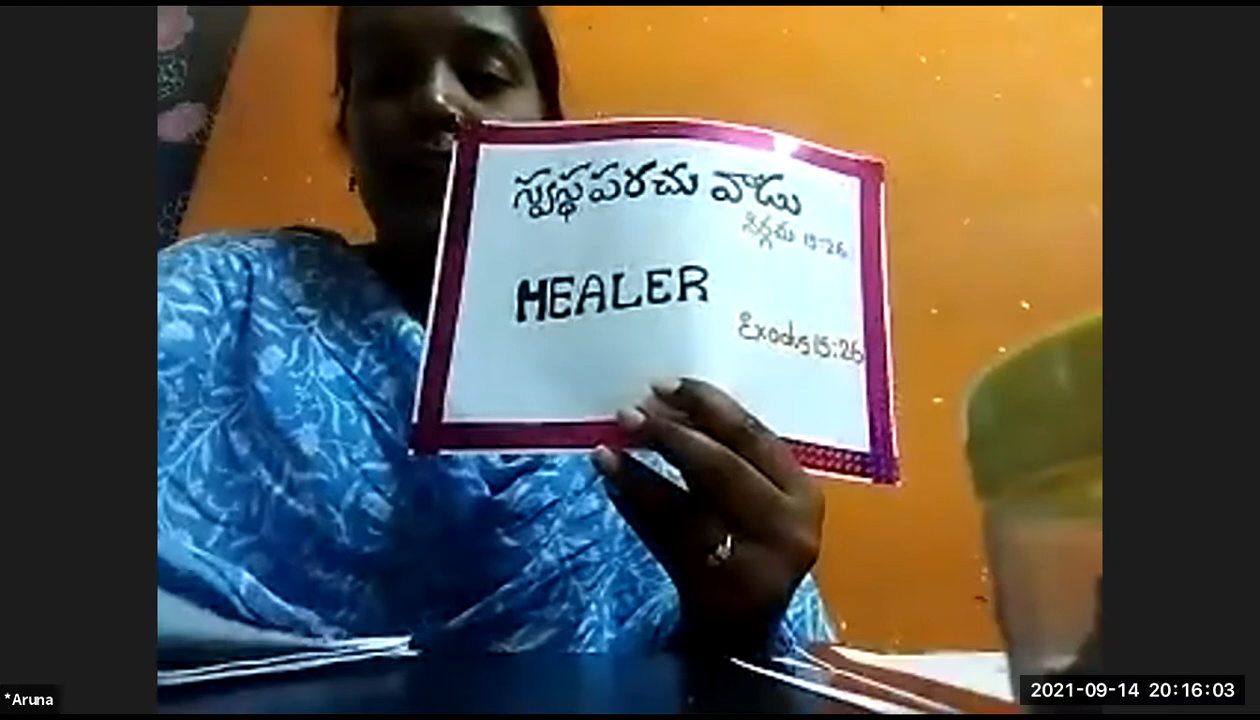 స్వస్థపరచు వాడు
నిర్గమ 15:26
HEALER
Exodus 15:26
*Aruna
2021-09-14 20:16:03